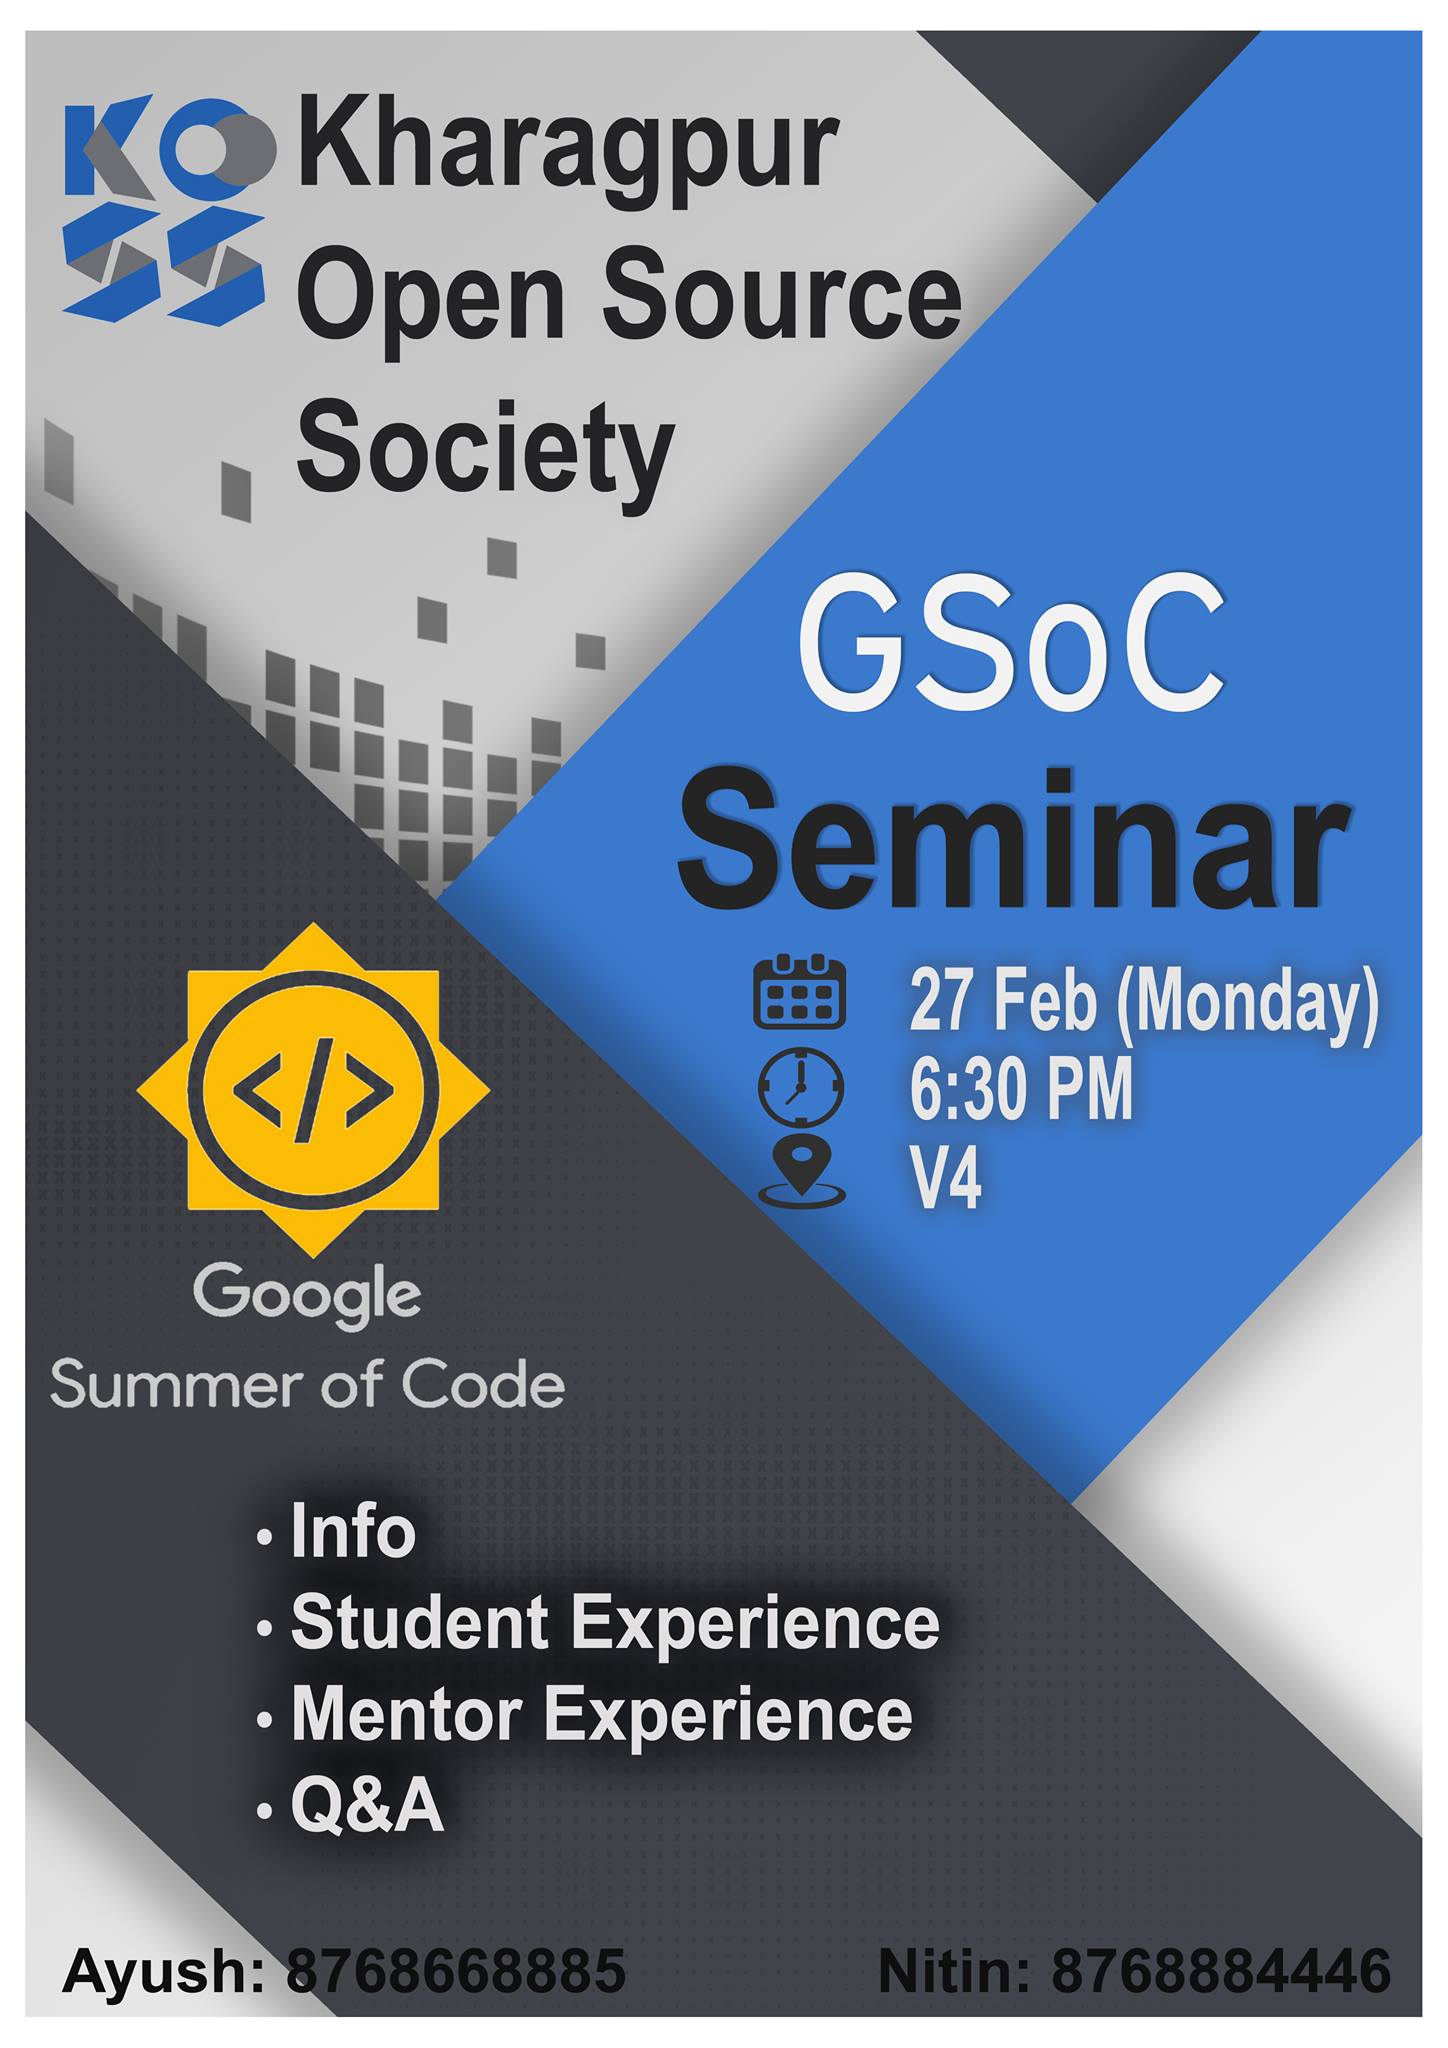 KO
SS
Kharagpur
Open Source
Society
GSoC
Seminar
27 Feb (Monday)
6:30 PM
V4
</>
Google
Summer of Code
• Info
• Student Experience
• Mentor Experience
• Q&A
Ayush: 8768668885
Nitin: 8768884446